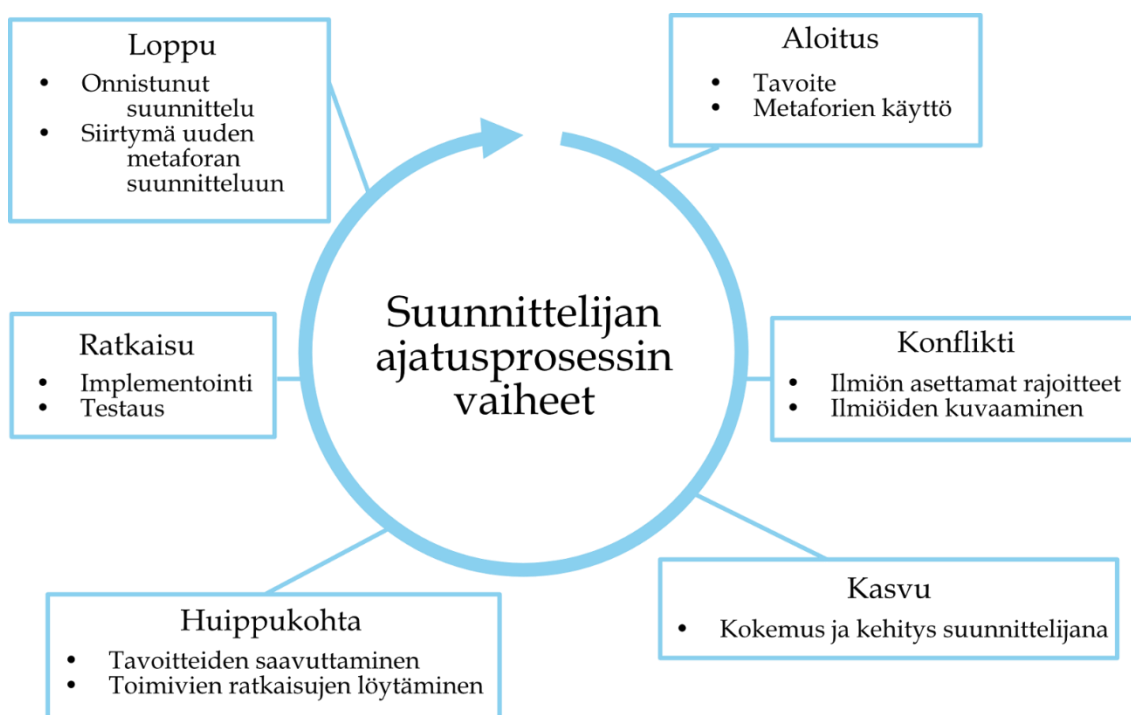 Suunnittelijan
ajatusprosessin
vaiheet
Aloitus
• Tavoite
• Metaforien käyttö
Konflikti
• Ilmiön asettamat rajoitteet
• Ilmiöiden kuvaaminen
Kasvu
• Kokemus ja kehitys suunnittelijana
Huippukohta
• Tavoitteiden saavuttaminen
• Toimivien ratkaisujen löytäminen
Ratkaisu
• Implementointi
• Testaus
Loppu
• Onnistunut
suunnittelu
• Siirtymä uuden
metaforan
suunnitteluun